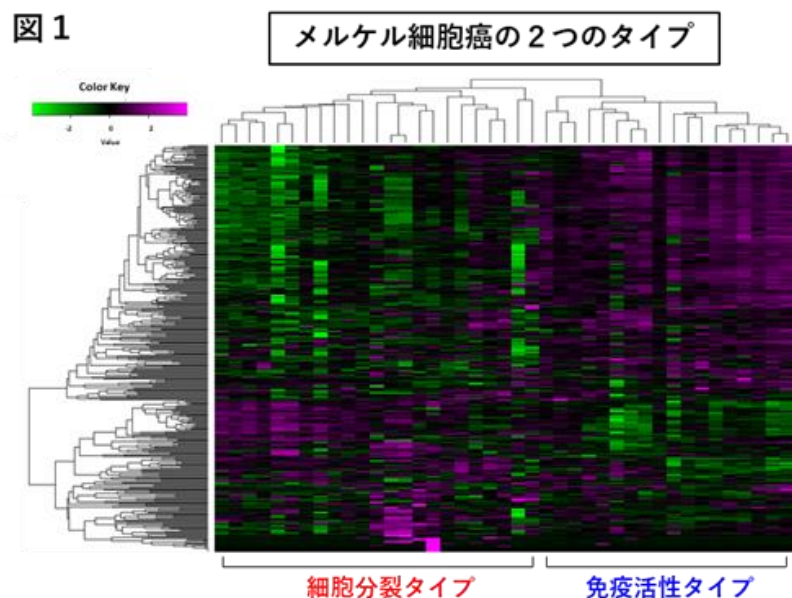 図1
メルケル細胞癌の2つのタイプ
Color Key
-2 0 2
Value
細胞分裂タイプ
免疫活性タイプ